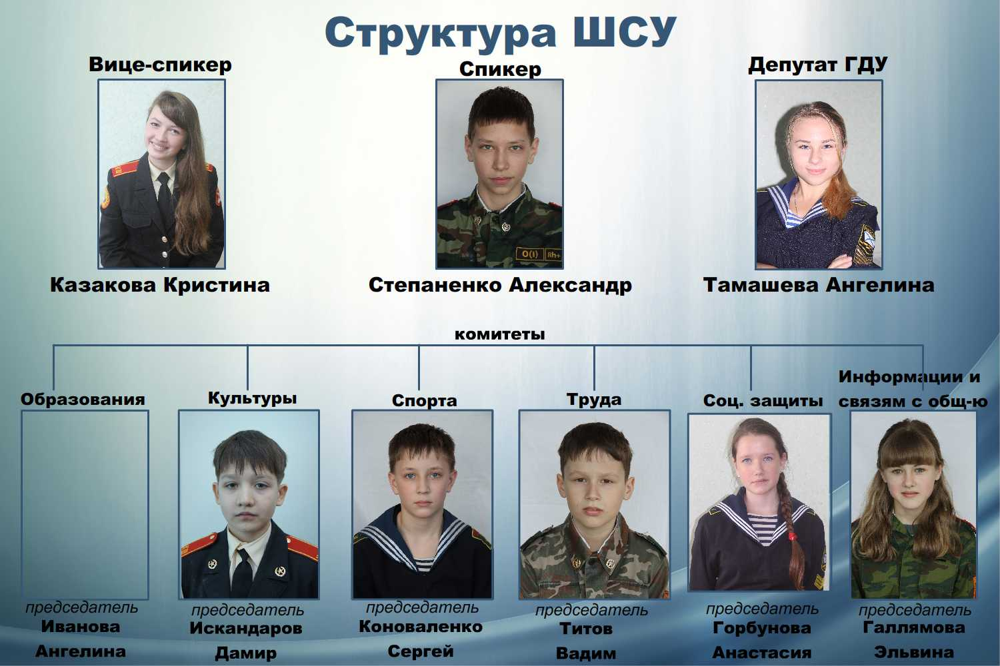 Структура ШСУ
Вице-спикер
Спикер
Депутат ГДУ
O(I) Rh+
Казакова Кристина
Степаненко Александр
Тамашева Ангелина
комитеты
Образования
Культуры
Спорта
Труда
Соц. защиты
Информации и
связям с общ-ю
председатель
Иванова
Ангелина
председатель
Искандаров
Дамир
председатель
Коноваленко
Сергей
председатель
Титов
Вадим
председатель
Горбунова
Анастасия
председатель
Галлямова
Эльвина